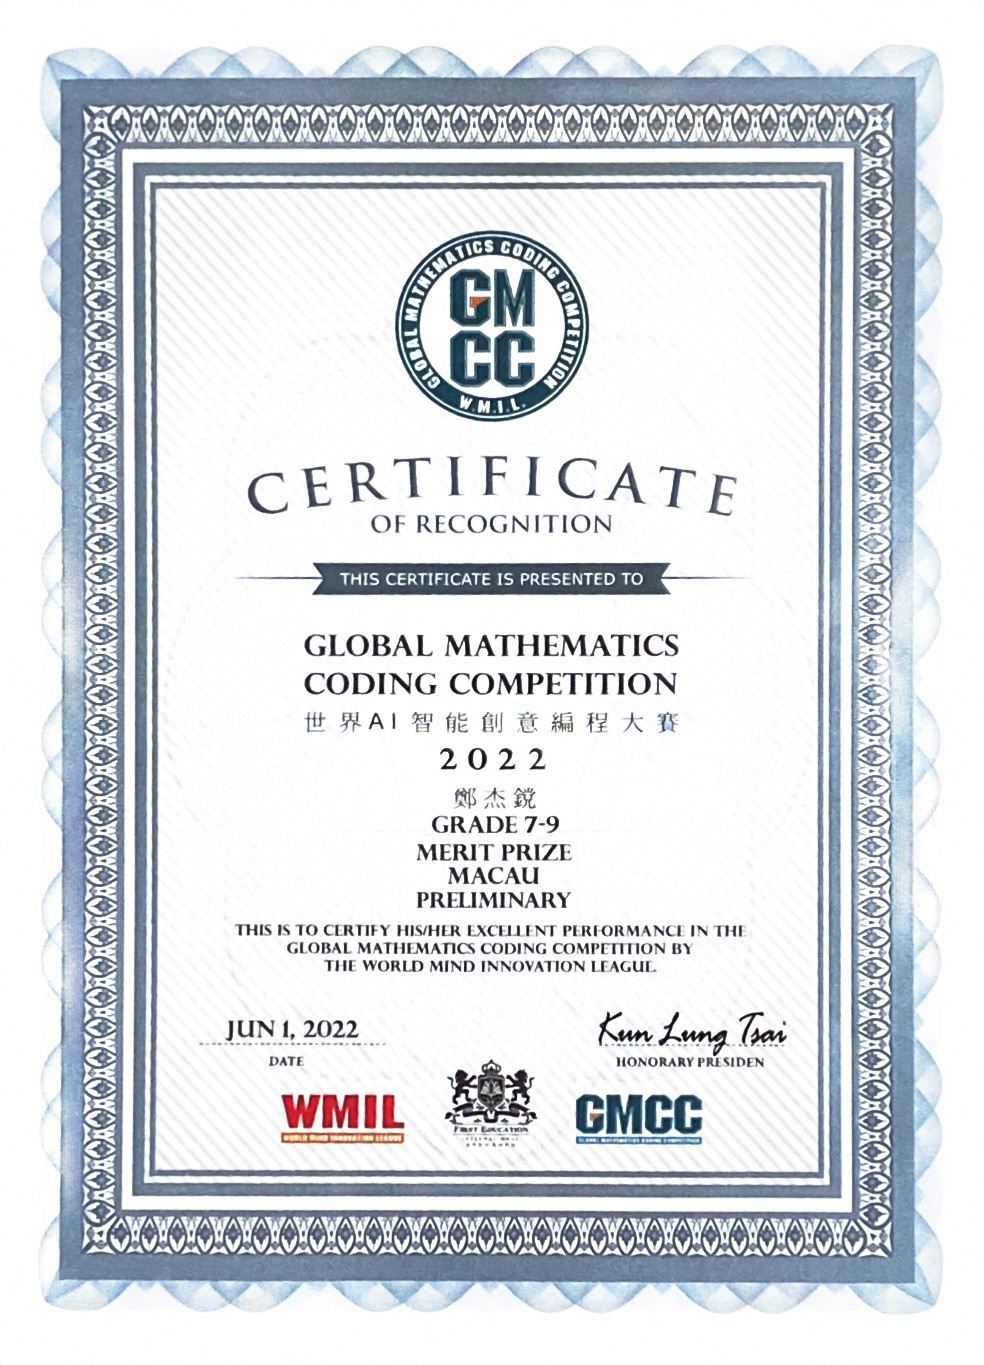 GLOBAL MATHEMATICS CODING COMPETITION
GM
CC
W.M.I.L.
CERTIFICATE
OF RECOGNITION
THIS CERTIFICATE IS PRESENTED TO
GLOBAL MATHEMATICS
CODING COMPETITION
世界AI智能創意編程大賽
2022
鄭杰鋭
GRADE 7-9
MERIT PRIZE
MACAU
PRELIMINARY
THIS IS TO CERTIFY HIS/HER EXCELLENT PERFORMANCE IN THE
GLOBAL MATHEMATICS CODING COMPETITION BY
THE WORLD MIND INNOVATION LEAGUE.
JUN 1, 2022
Kun Lung Tsai
DATE
HONORARY PRESIDEN
WMIL
WORLD MIND INNOVATION LEAGUE
FIRST EDUCATION
GMCC
GLOBAL MATHEMATICS CODING COMPETITION